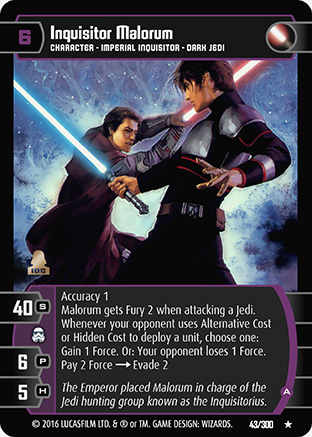 6
Inquisitor Malorum
CHARACTER • IMPERIAL INQUISITOR • DARK JEDI
100
40 S
Accuracy 1
Malorum gets Fury 2 when attacking a Jedi.
Whenever your opponent uses Alternative Cost
or Hidden Cost to deploy a unit, choose one:
Gain 1 Force. Or: Your opponent loses 1 Force.
6 P
Pay 2 Force → Evade 2
5 H
The Emperor placed Malorum in charge of the
Jedi hunting group known as the Inquisitorius.
A
© 2016 LUCASFILM LTD. & ® OR TM. GAME DESIGN: WIZARDS. 43/300 ★